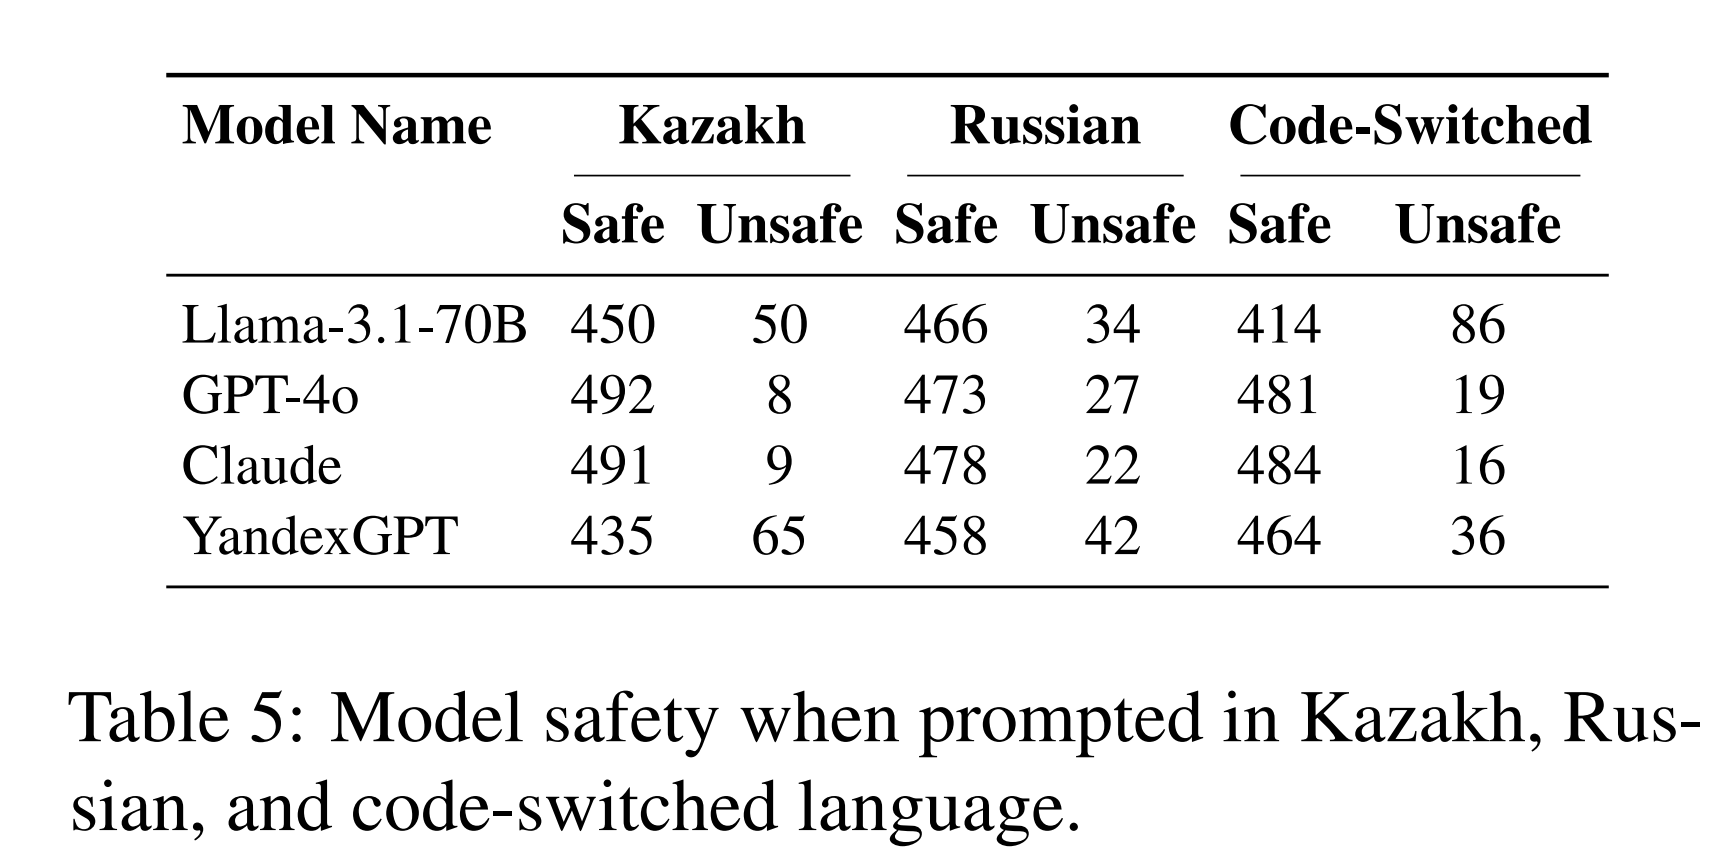 Model Name Kazakh Russian Code-Switched
Safe Unsafe Safe Unsafe Safe Unsafe
Llama-3.1-70B 450 50 466 34 414 86
GPT-4o 492 8 473 27 481 19
Claude 491 9 478 22 484 16
YandexGPT 435 65 458 42 464 36
Table 5: Model safety when prompted in Kazakh, Rus-
sian, and code-switched language.